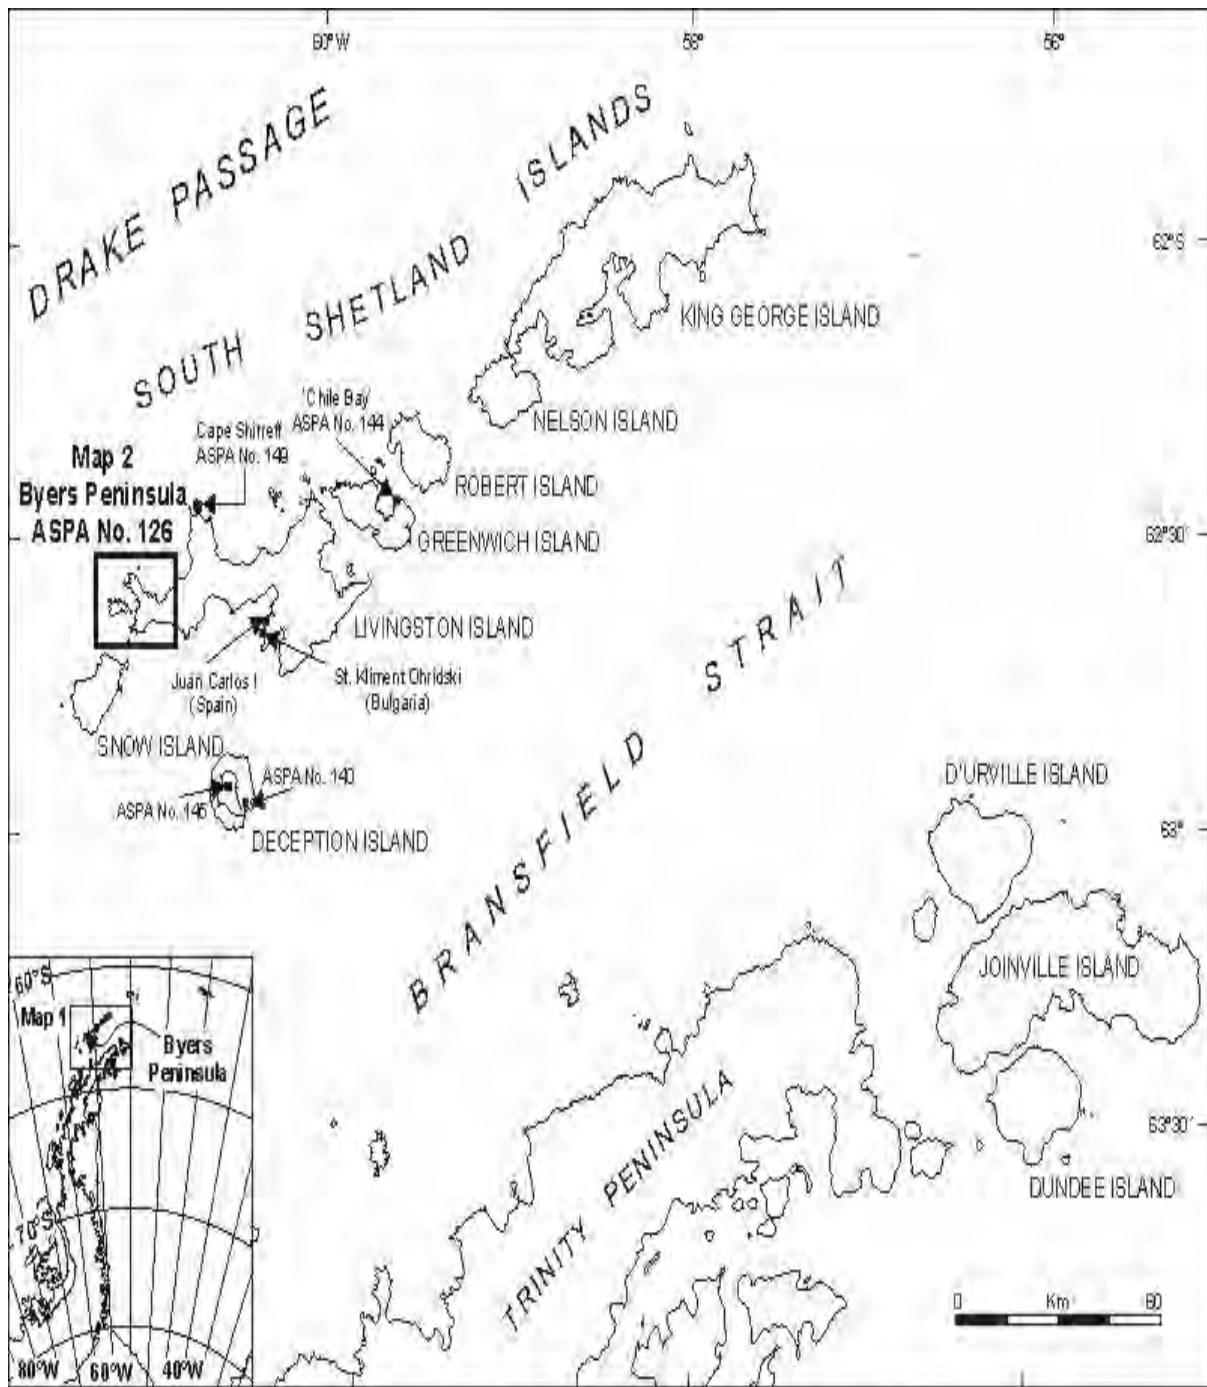 60°W
58°
56°
DRAKE PASSAGE
SOUTH SHETLAND ISLANDS
62°S
KING GEORGE ISLAND
'Chile Bay'
ASPA No. 144
NELSON ISLAND
Cape Shirreff
ASPA No. 149
Map 2
Byers Peninsula
ASPA No. 126
ROBERT ISLAND
GREENWICH ISLAND
62°30'
LIVINGSTON ISLAND
Juan Carlos I
(Spain)
St. Kliment Ohridski
(Bulgaria)
SNOW ISLAND
ASPA No. 140
ASPA No. 145
DECEPTION ISLAND
BRANSFIELD STRAIT
D'URVILLE ISLAND
63°
JOINVILLE ISLAND
TRINITY PENINSULA
63°30'
DUNDEE ISLAND
0 Km 60
60°S
Map 1
Byers
Peninsula
70°S
80°W 60°W 40°W